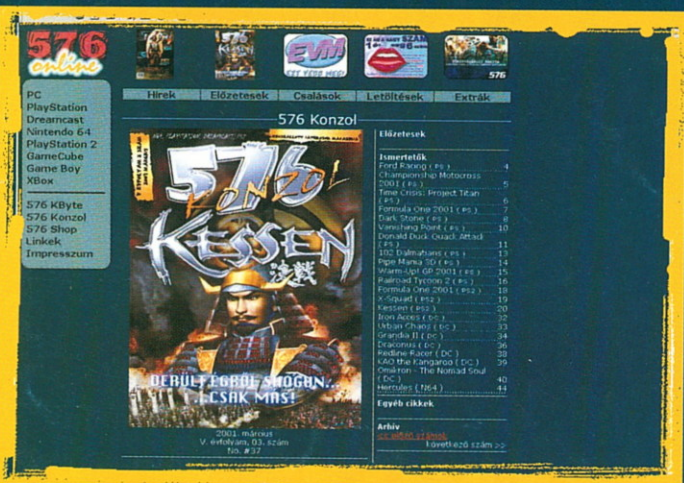 576
online
EVM
576
PC
PlayStation
Dreamcast
Nintendo 64
PlayStation 2
GameCube
Game Boy
XBox
576 KByte
576 Konzol
576 Shop
Linkek
Impresszum
Hírek
Előzetesek
Csalások
Letöltések
Extrák
576 Konzol
576
KONZOL
KESSEN
決戦
DERÜLT ÉGBŐL SHOGUN...
...CSAK MÁS!
2001. március
V. évfolyam, 03. szám
No. #37
Előzetesek
Ismertetők
Ford Racing ( PS ) 4
Championship Motocross
2001 ( PS ) 5
Time Crisis: Project Titan
( PS ) 6
Formula One 2001 ( PS ) 7
Dark Stone ( PS ) 8
Vanishing Point ( PS ) 10
Donald Duck Quack Attack
( PS ) 11
102 Dalmatians ( PS ) 13
Pipe Mania 3D ( PS ) 14
Warm-Up! GP 2001 ( PS ) 15
Railroad Tycoon 2 ( PS ) 16
Formula One 2001 ( PS2 ) 18
X-Squad ( PS2 ) 19
Kessen ( PS2 ) 20
Iron Acces ( DC ) 32
Urban Chaos ( DC ) 33
Grandia II ( DC ) 34
Draconus ( DC ) 36
Redline Racer ( DC ) 38
KAO the Kangaroo ( DC ) 39
Omikron - The Nomad Soul
( DC ) 40
Hercules ( N64 ) 44
Egyéb cikkek
Arhív
<< előző számok
következő szám >>